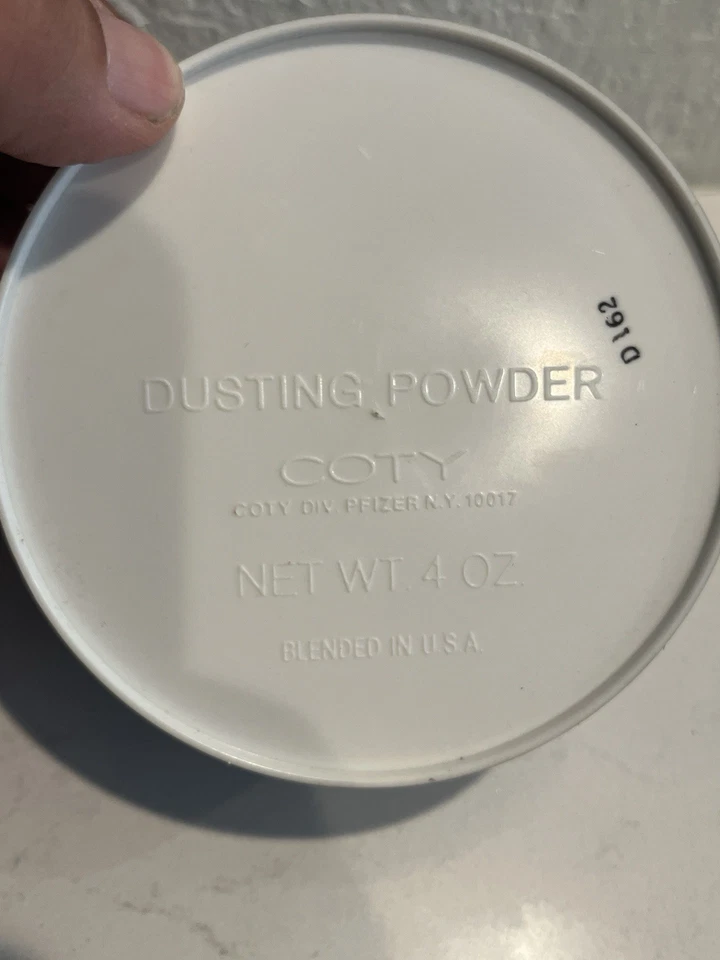 D162
DUSTING POWDER
COTY
COTY DIV. PFIZER N.Y. 10017
NET WT. 4 OZ.
BLENDED IN U.S.A.